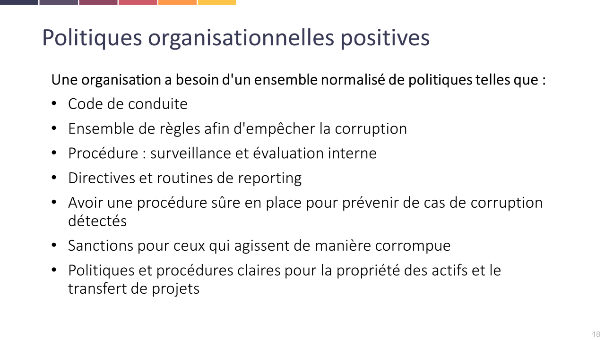 Politiques organisationnelles positives
Une organisation a besoin d'un ensemble normalisé de politiques telles que :
• Code de conduite
• Ensemble de règles afin d'empêcher la corruption
• Procédure : surveillance et évaluation interne
• Directives et routines de reporting
• Avoir une procédure sûre en place pour prévenir de cas de corruption
détectés
• Sanctions pour ceux qui agissent de manière corrompue
• Politiques et procédures claires pour la propriété des actifs et le
transfert de projets
18